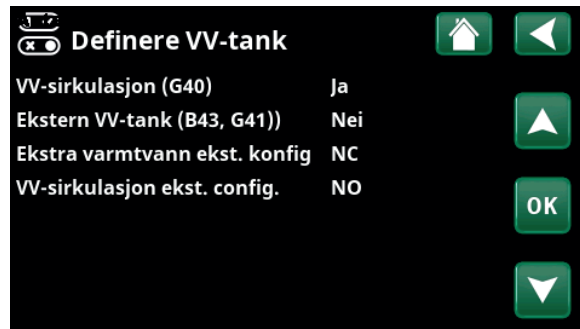 Definere VV-tank
VV-sirkulasjon (G40) Ja
Ekstern VV-tank (B43, G41)) Nei
Ekstra varmtvann ekst. konfig NC
VV-sirkulasjon ekst. config. NO
OK